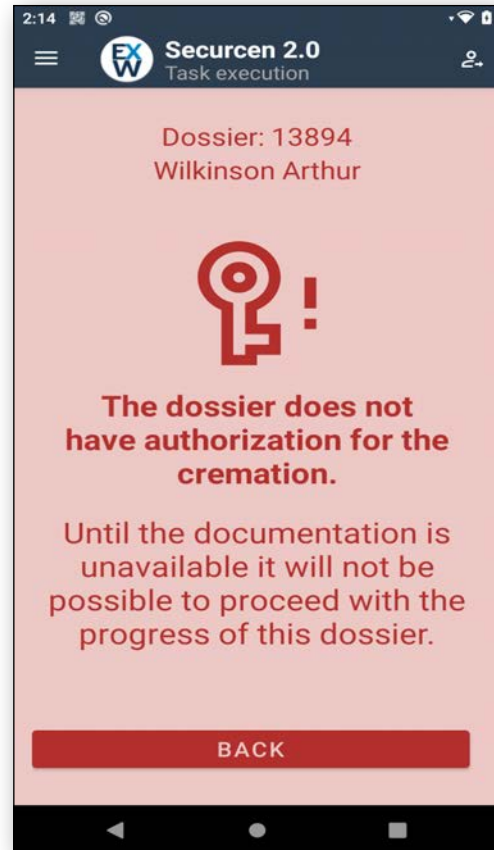 2:14
EXW
Securcen 2.0
Task execution
Dossier: 13894
Wilkinson Arthur
!
The dossier does not
have authorization for the
cremation.
Until the documentation is
unavailable it will not be
possible to proceed with the
progress of this dossier.
BACK